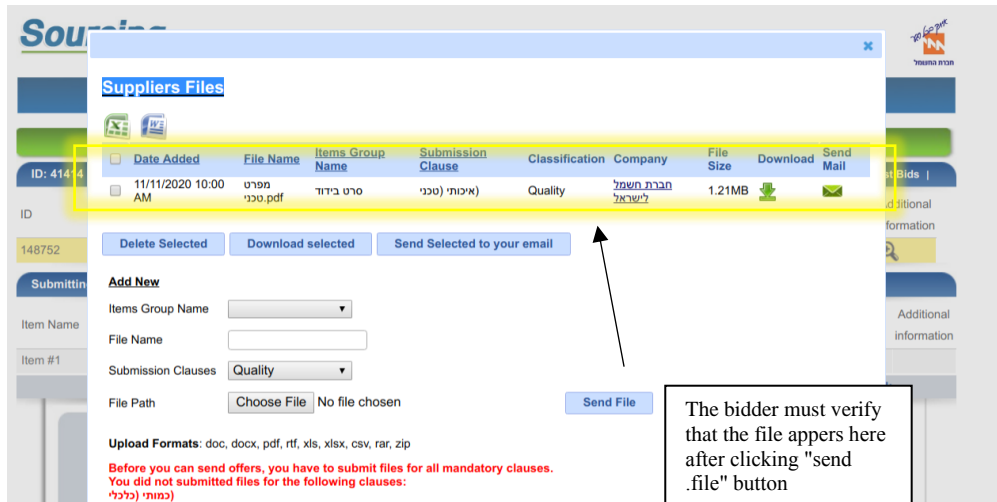 Sou
חברת החשמל
Suppliers Files
Date Added File Name Items Group Name Submission Clause Classification Company File Size Download Send Mail
11/11/2020 10:00 AM מפרט טכני.pdf סרט בידוד איכותי (טכני) Quality חברת חשמל לישראל 1.21MB
ID: 41414 st Bids |
ID Additional information
148752
Delete Selected Download selected Send Selected to your email
Submittin
Add New
Items Group Name
Item Name Additional information
File Name
Item #1
Submission Clauses Quality
File Path Choose File No file chosen Send File
Upload Formats: doc, docx, pdf, rtf, xls, xlsx, csv, rar, zip
Before you can send offers, you have to submit files for all mandatory clauses.
You did not submitted files for the following clauses:
כמותי (כלכלי)
The bidder must verify
that the file appers here
after clicking "send
.file" button